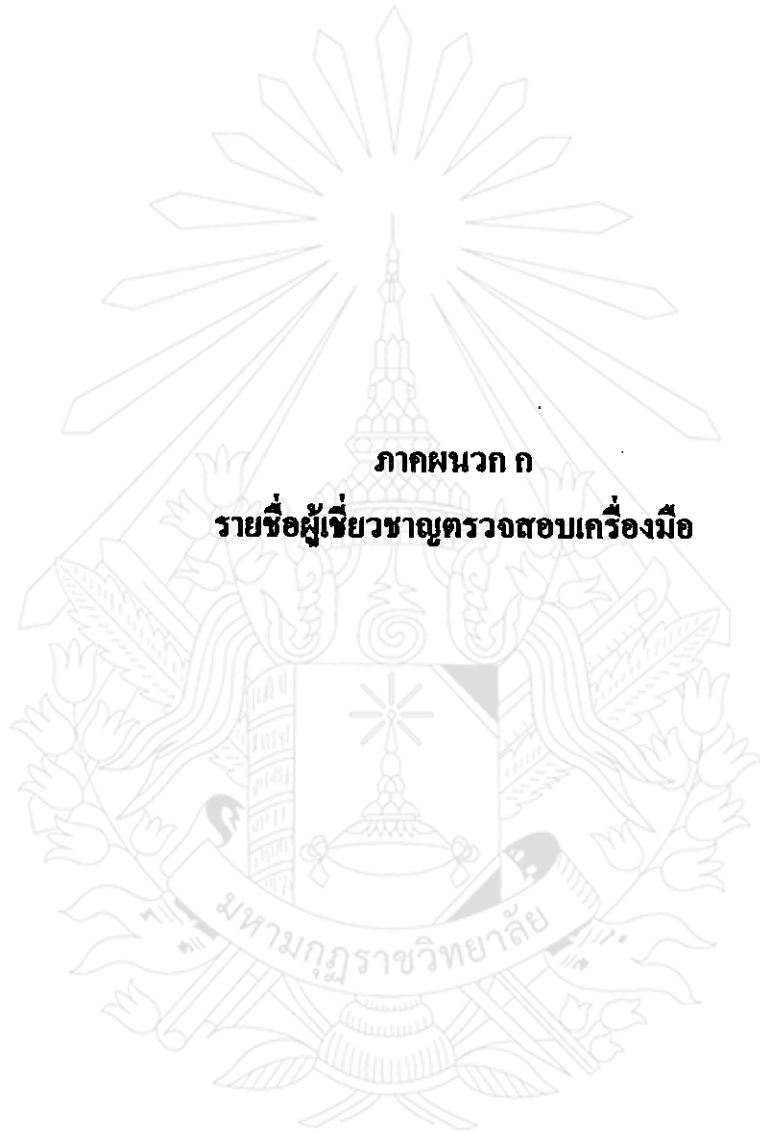 ภาคผนวก ก
รายชื่อผู้เชี่ยวชาญตรวจสอบเครื่องมือ
มหามกุฏราชวิทยาลัย